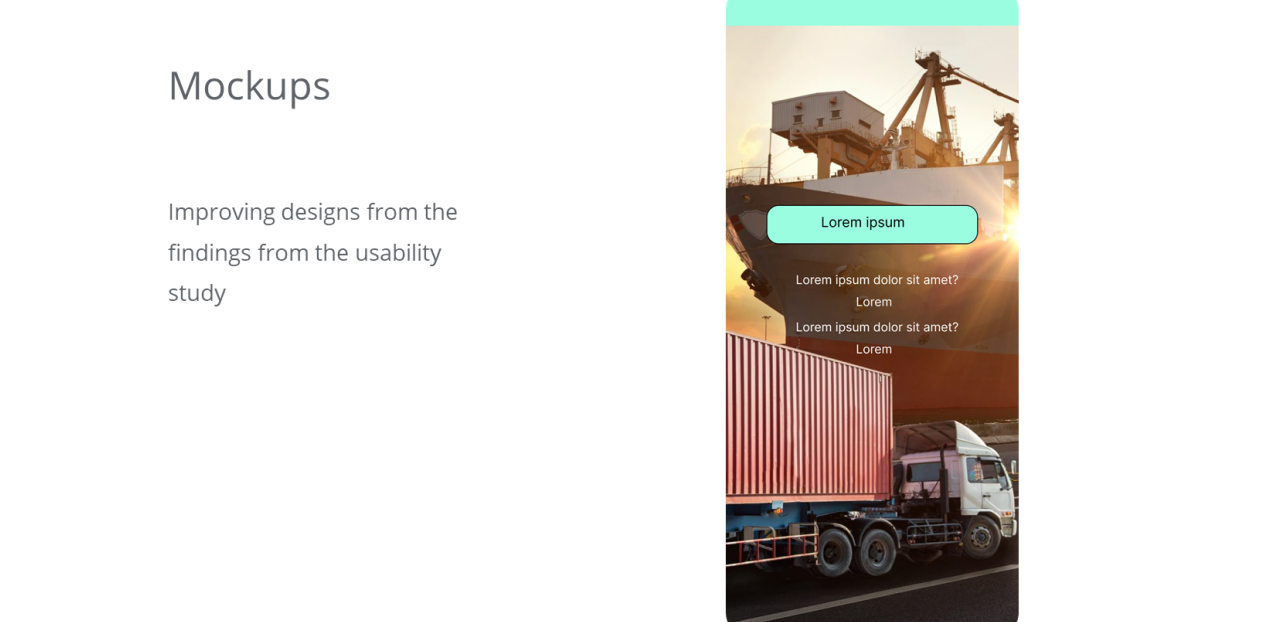 Mockups
Improving designs from the
findings from the usability
study
Lorem ipsum
Lorem ipsum dolor sit amet?
Lorem
Lorem ipsum dolor sit amet?
Lorem